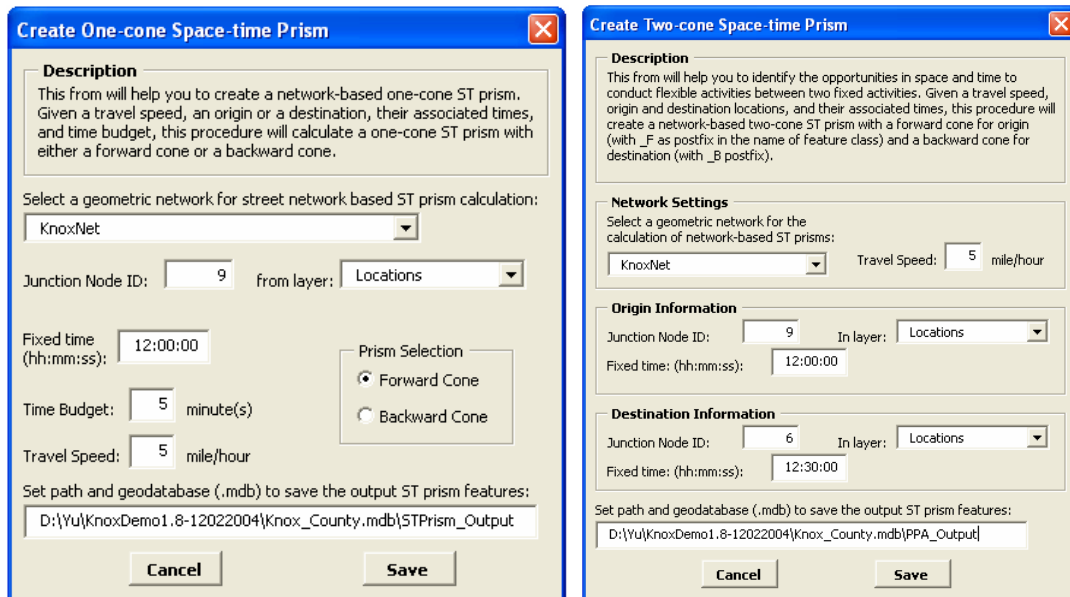 Create One-cone Space-time Prism
Description
This from will help you to create a network-based one-cone ST prism.
Given a travel speed, an origin or a destination, their associated times,
and time budget, this procedure will calculate a one-cone ST prism with
either a forward cone or a backward cone.
Select a geometric network for street network based ST prism calculation:
KnoxNet
Junction Node ID: 9 from layer: Locations
Fixed time
(hh:mm:ss): 12:00:00
Prism Selection
Forward Cone
Backward Cone
Time Budget: 5 minute(s)
Travel Speed: 5 mile/hour
Set path and geodatabase (.mdb) to save the output ST prism features:
D:\Yu\KnoxDemo1.8-12022004\Knox_County.mdb\STPrism_Output
Cancel Save
Create Two-cone Space-time Prism
Description
This from will help you to identify the opportunities in space and time to
conduct flexible activities between two fixed activities. Given a travel speed,
origin and destination locations, and their associated times, this procedure will
create a network-based two-cone ST prism with a forward cone for origin
(with _F as postfix in the name of feature class) and a backward cone for
destination (with _B postfix).
Network Settings
Select a geometric network for the
calculation of network-based ST prisms:
KnoxNet Travel Speed: 5 mile/hour
Origin Information
Junction Node ID: 9 In layer: Locations
Fixed time: (hh:mm:ss): 12:00:00
Destination Information
Junction Node ID: 6 In layer: Locations
Fixed time: (hh:mm:ss): 12:30:00
Set path and geodatabase (.mdb) to save the output ST prism features:
D:\Yu\KnoxDemo1.8-12022004\Knox_County.mdb\PPA_Output
Cancel Save